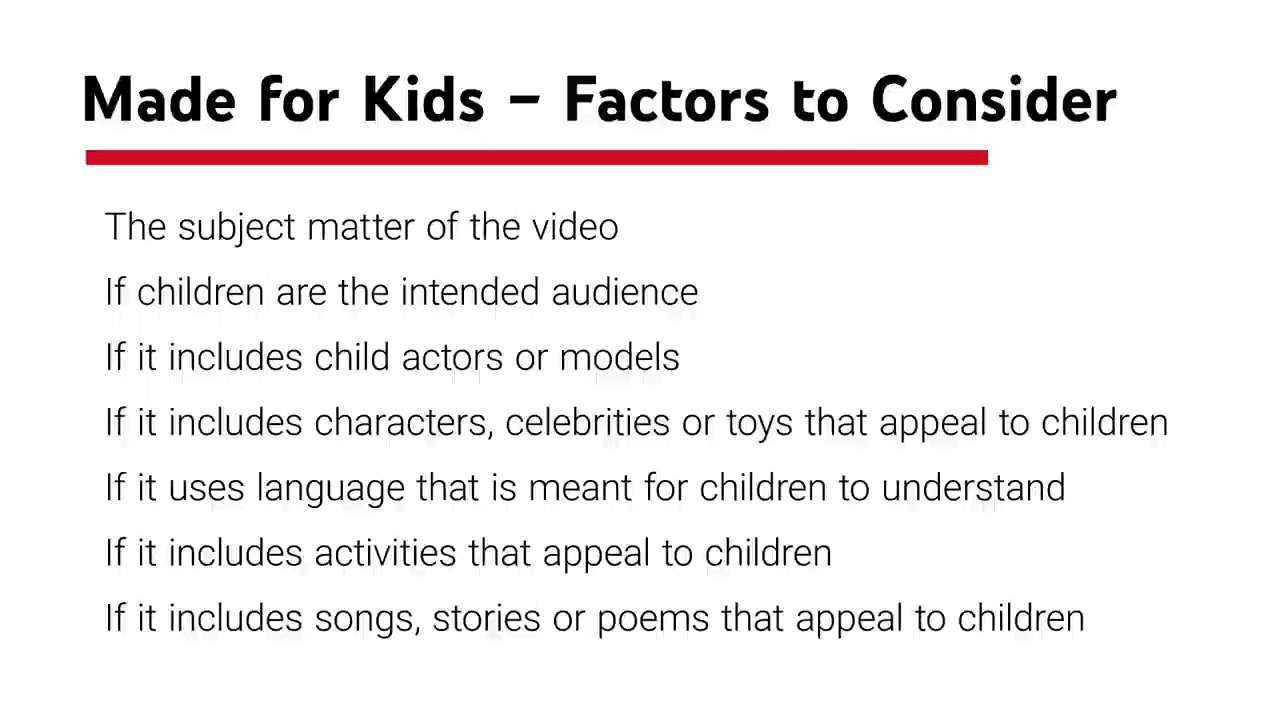 Made for Kids – Factors to Consider
The subject matter of the video
If children are the intended audience
If it includes child actors or models
If it includes characters, celebrities or toys that appeal to children
If it uses language that is meant for children to understand
If it includes activities that appeal to children
If it includes songs, stories or poems that appeal to children